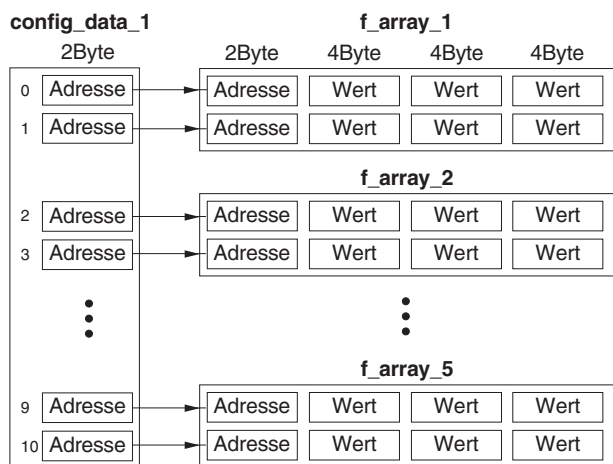 config_data_1 f_array_1
2Byte 2Byte 4Byte 4Byte 4Byte
0 Adresse Adresse Wert Wert Wert
1 Adresse Adresse Wert Wert Wert
f_array_2
2 Adresse Adresse Wert Wert Wert
3 Adresse Adresse Wert Wert Wert
f_array_5
9 Adresse Adresse Wert Wert Wert
10 Adresse Adresse Wert Wert Wert